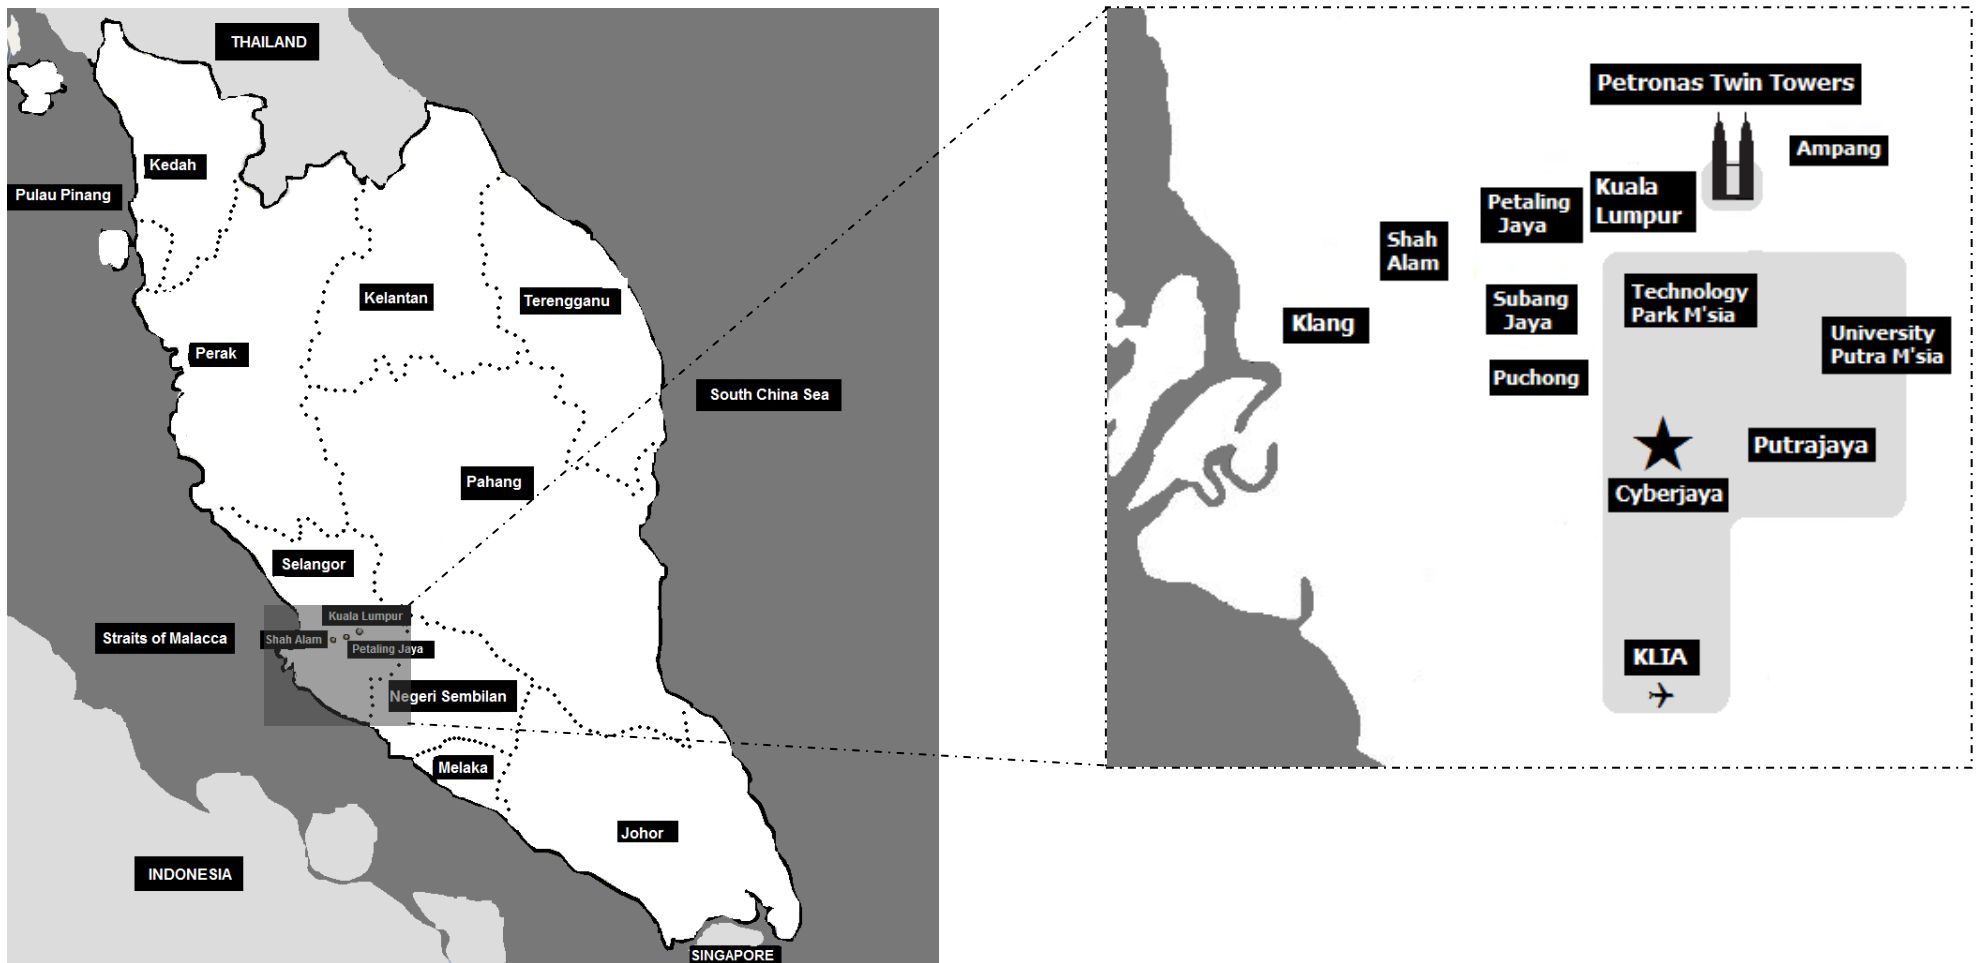 THAILAND
Kedah
Pulau Pinang
Kelantan
Terengganu
Perak
South China Sea
Pahang
Selangor
Kuala Lumpur
Straits of Malacca
Shah Alam
Petaling Jaya
Negeri Sembilan
Melaka
Johor
INDONESIA
SINGAPORE
Petronas Twin Towers
Ampang
Kuala
Lumpur
Petaling
Jaya
Shah
Alam
Technology
Park M'sia
Subang
Jaya
Klang
University
Putra M'sia
Puchong
Putrajaya
Cyberjaya
KLIA